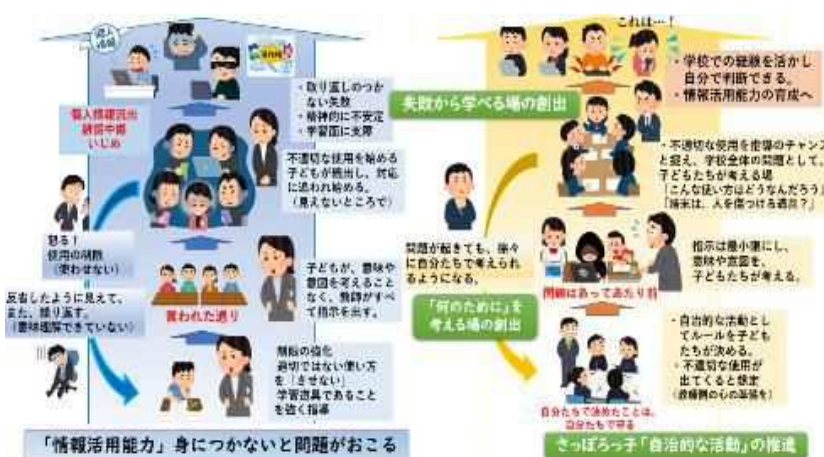 個人
情報
・取り返しのつか
ない失敗
・精神的に不安定
・学習面に支障
個人情報流出
誹謗中傷
いじめ
不適切な使用を始める
子どもが続出し、対応
に追われ始める。
(見えないところで)
怒る!
使用の制限
(使わせない)
反省したように見えて、
また、繰り返す。
(意味理解できていない)
言われた通り
子どもが、意味や
意図を考えること
なく、教師がすべ
て指示を出す。
制限の強化
適切ではない使い方
を「させない」
学習道具であること
を強く指導
「情報活用能力」身につかないと問題がおこる
これは…!
・学校での経験を活かし
自分で判断できる。
・情報活用能力の育成へ
失敗から学べる場の創出
・不適切な使用を指導のチャンス
と捉え、学校全体の問題として、
子どもたちが考える場
「こんな使い方はどうなんだろう」
「端末は、人を傷つける道具?」
問題が起きても、徐々
に自分たちで考えられ
るようになる。
問題はあってあたり前
指示は最小限にし、
意味や意図を、
子どもたちが考える。
「何のために」を
考える場の創出
・自治的な活動とし
てルールを子ども
たちが決める。
・不適切な使用が
出てくると想定
(教師側の心の準備を)
自分たちで決めたことは、
自分たちで守る
さっぽろっ子「自治的な活動」の推進